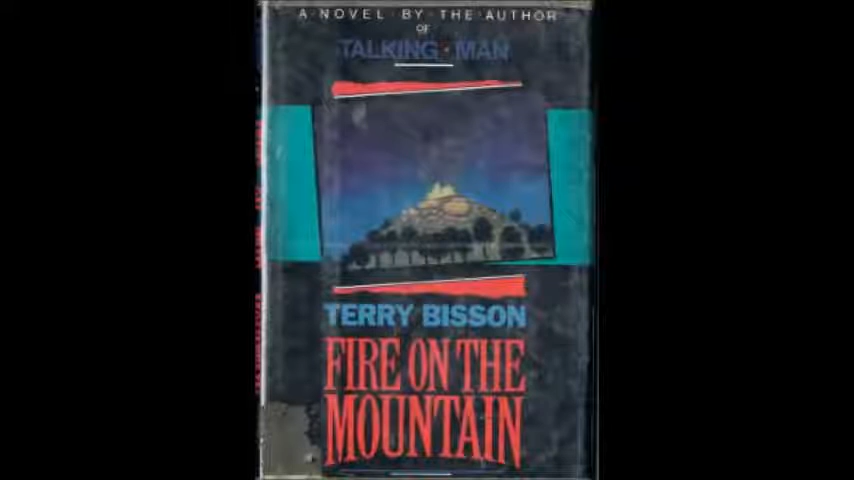 A·NOVEL·BY·THE·AUTHOR
OF
TALKING·MAN
TERRY BISSON
FIRE ON THE
MOUNTAIN